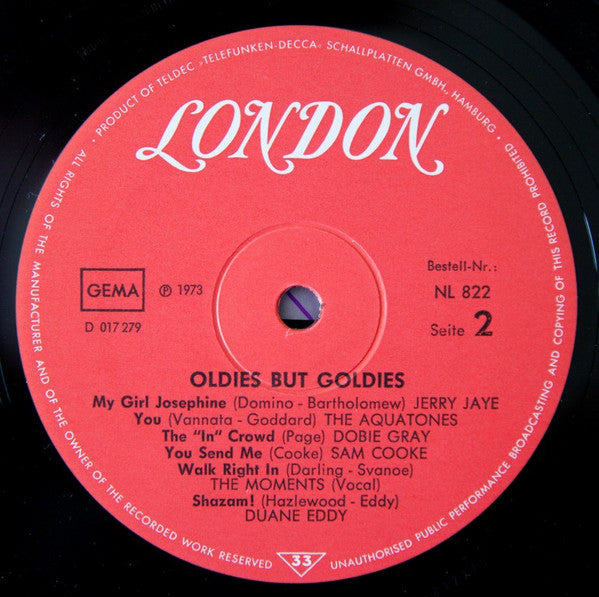 · PRODUCT OF TELDEC »TELEFUNKEN-DECCA« SCHALLPLATTEN GMBH., HAMBURG ·
ALL RIGHTS OF THE MANUFACTURER AND OF THE OWNER OF THE RECORDED WORK RESERVED
LONDON
GEMA
℗ 1973
D 017 279
Bestell-Nr.:
NL 822
Seite 2
OLDIES BUT GOLDIES
My Girl Josephine (Domino - Bartholomew) JERRY JAYE
You (Vannata - Goddard) THE AQUATONES
The "In" Crowd (Page) DOBIE GRAY
You Send Me (Cooke) SAM COOKE
Walk Right In (Darling - Svanoe)
THE MOMENTS (Vocal)
Shazam! (Hazlewood - Eddy)
DUANE EDDY
33
UNAUTHORISED PUBLIC PERFORMANCE BROADCASTING AND COPYING OF THIS RECORD PROHIBITED ·